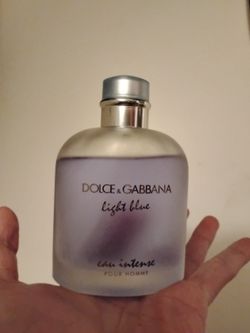 DOLCE & GABBANA
light blue
eau intense
POUR HOMME